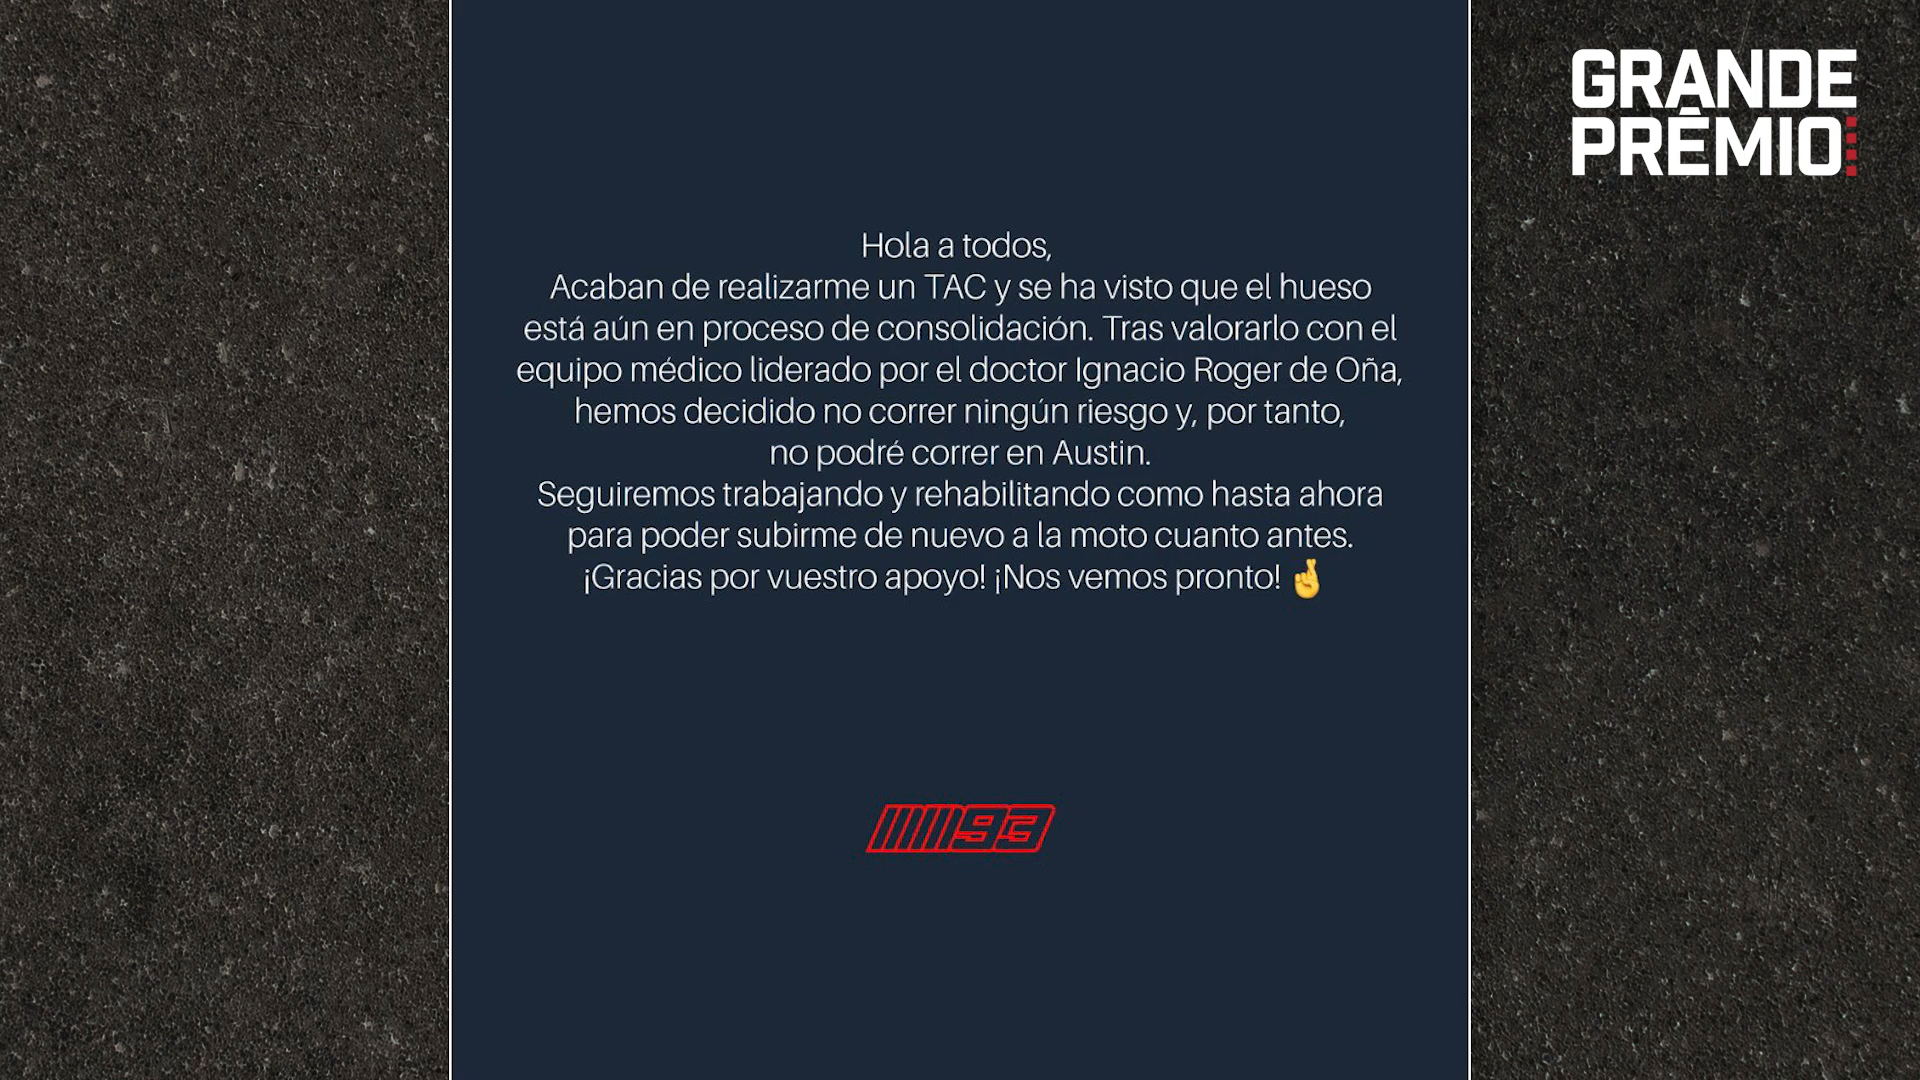 GRANDE
PRÊMIO
Hola a todos,
Acaban de realizarme un TAC y se ha visto que el hueso
está aún en proceso de consolidación. Tras valorarlo con el
equipo médico liderado por el doctor Ignacio Roger de Oña,
hemos decidido no correr ningún riesgo y, por tanto,
no podré correr en Austin.
Seguiremos trabajando y rehabilitando como hasta ahora
para poder subirme de nuevo a la moto cuanto antes.
¡Gracias por vuestro apoyo! ¡Nos vemos pronto! 🤞
93